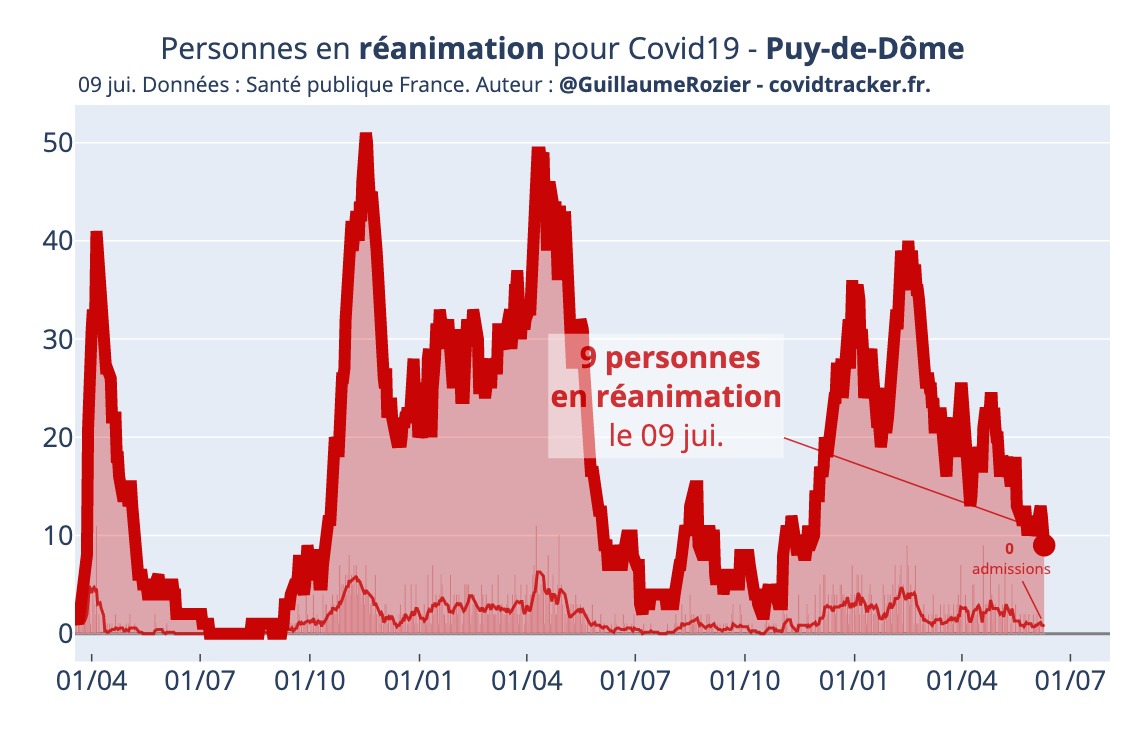 Personnes en réanimation pour Covid19 - Puy-de-Dôme
09 jui. Données : Santé publique France. Auteur : @GuillaumeRozier - covidtracker.fr.
50
40
30
20
10
0
9 personnes
en réanimation
le 09 jui.
0
admissions
01/04 01/07 01/10 01/01 01/04 01/07 01/10 01/01 01/04 01/07